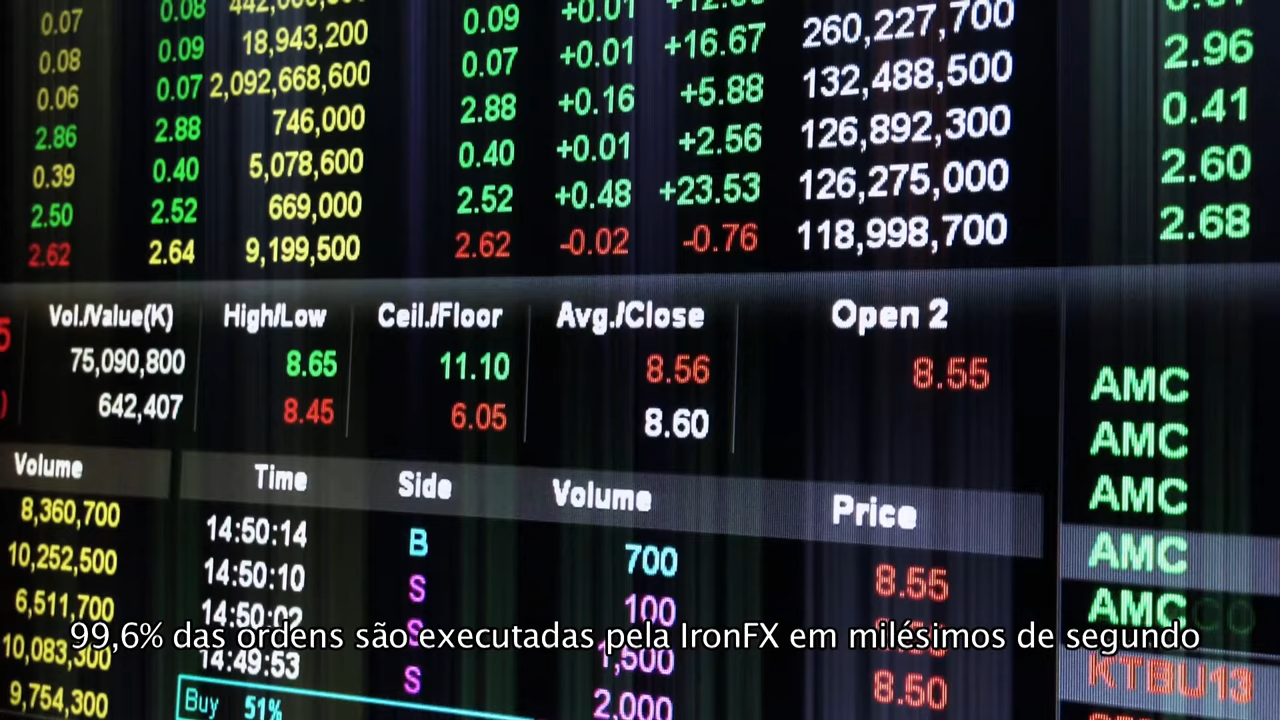 0.07 0.08 442,000,000 0.09 +0.01 260,227,700
0.08 0.09 18,943,200 0.07 +0.01 +16.67 132,488,500 2.96
0.06 0.07 2,092,668,600 2.88 +0.16 +5.88 126,892,300 0.41
2.86 2.88 746,000 0.40 +0.01 +2.56 126,275,000 2.60
0.39 0.40 5,078,600 2.52 +0.48 +23.53 118,998,700 2.68
2.50 2.52 669,000 2.62 -0.02 -0.76
2.62 2.64 9,199,500
Vol./Value(K) High/Low Ceil./Floor Avg./Close Open 2
75,090,800 8.65 11.10 8.56 8.55
642,407 8.45 6.05 8.60
AMC
AMC
AMC
AMC
AMC
KTBU13
Volume Time Side Volume Price
8,360,700 14:50:14 B 700 8.55
10,252,500 14:50:10 S 100
6,511,700 14:50:02 S 1,500
10,083,300 14:49:53 S 2,000 8.50
9,754,300
Buy 51%
99,6% das ordens são executadas pela IronFX em milésimos de segundo